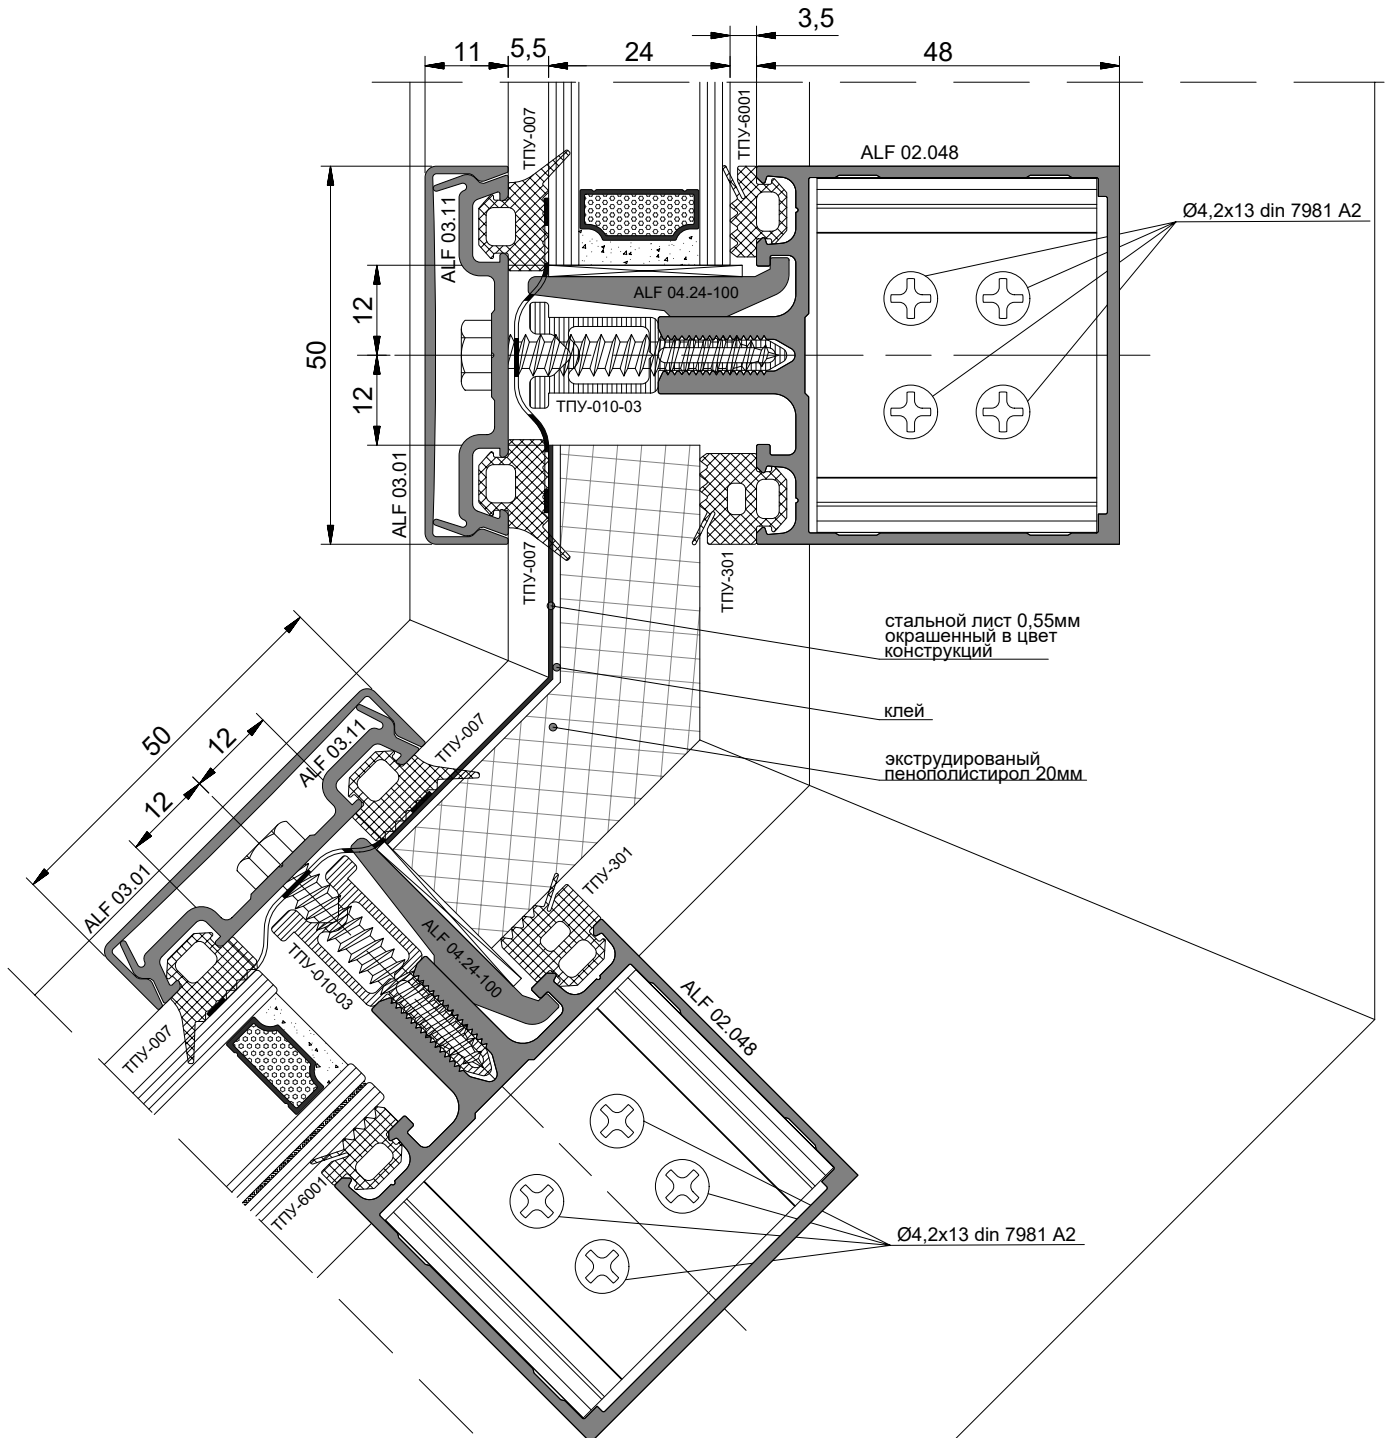 3,5
11
5,5
24
48
ТПУ-007
ТПУ-6001
ALF 02.048
Ø4,2x13 din 7981 A2
ALF 03.11
ALF 04.24-100
12
50
12
ТПУ-010-03
ALF 03.01
ТПУ-007
ТПУ-301
стальной лист 0,55мм
окрашенный в цвет
конструкций
клей
экструдированый
пенополистирол 20мм
50
12
12
ALF 03.11
ТПУ-007
ALF 03.01
ТПУ-301
ALF 04.24-100
ТПУ-010-03
ALF 02.048
ТПУ-007
ТПУ-6001
Ø4,2x13 din 7981 A2